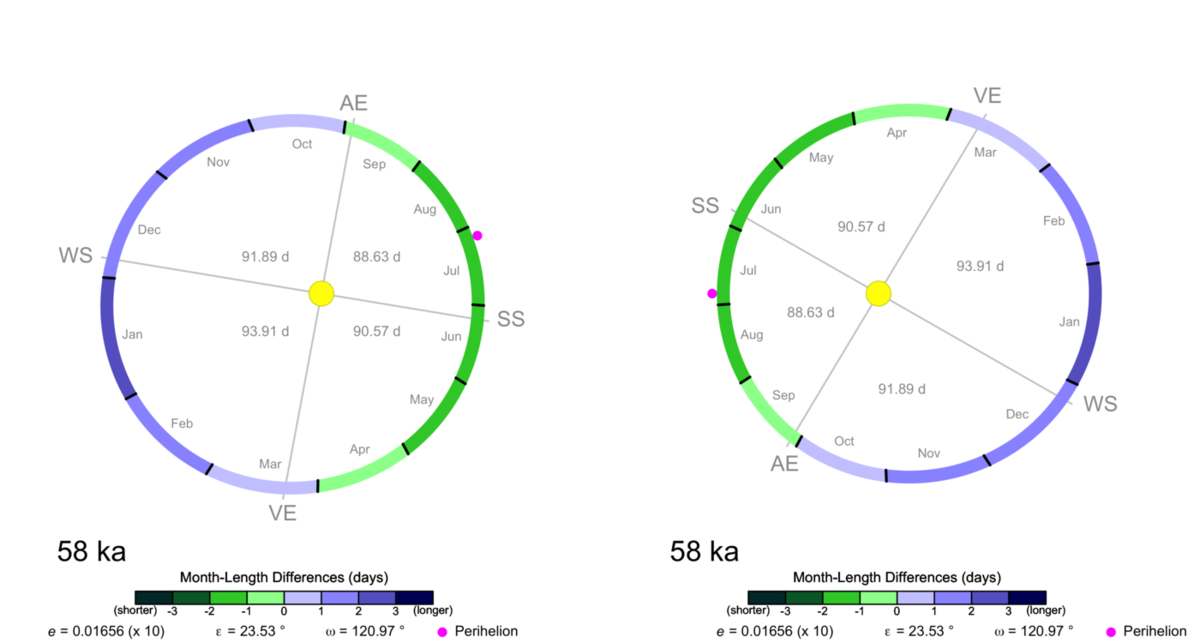 AE
Oct
Sep
Nov
Aug
Dec
WS
91.89 d
88.63 d
Jul
SS
93.91 d
90.57 d
Jun
Jan
May
Feb
Apr
Mar
VE
58 ka
Month-Length Differences (days)
(shorter) -3 -2 -1 0 1 2 3 (longer)
e = 0.01656 (x 10) ε = 23.53 ° ω = 120.97 ° Perihelion
VE
Apr
Mar
May
SS
Jun
Feb
90.57 d
93.91 d
Jul
88.63 d
Jan
Aug
91.89 d
Sep
WS
Dec
Oct
AE
Nov
58 ka
Month-Length Differences (days)
(shorter) -3 -2 -1 0 1 2 3 (longer)
e = 0.01656 (x 10) ε = 23.53 ° ω = 120.97 ° Perihelion